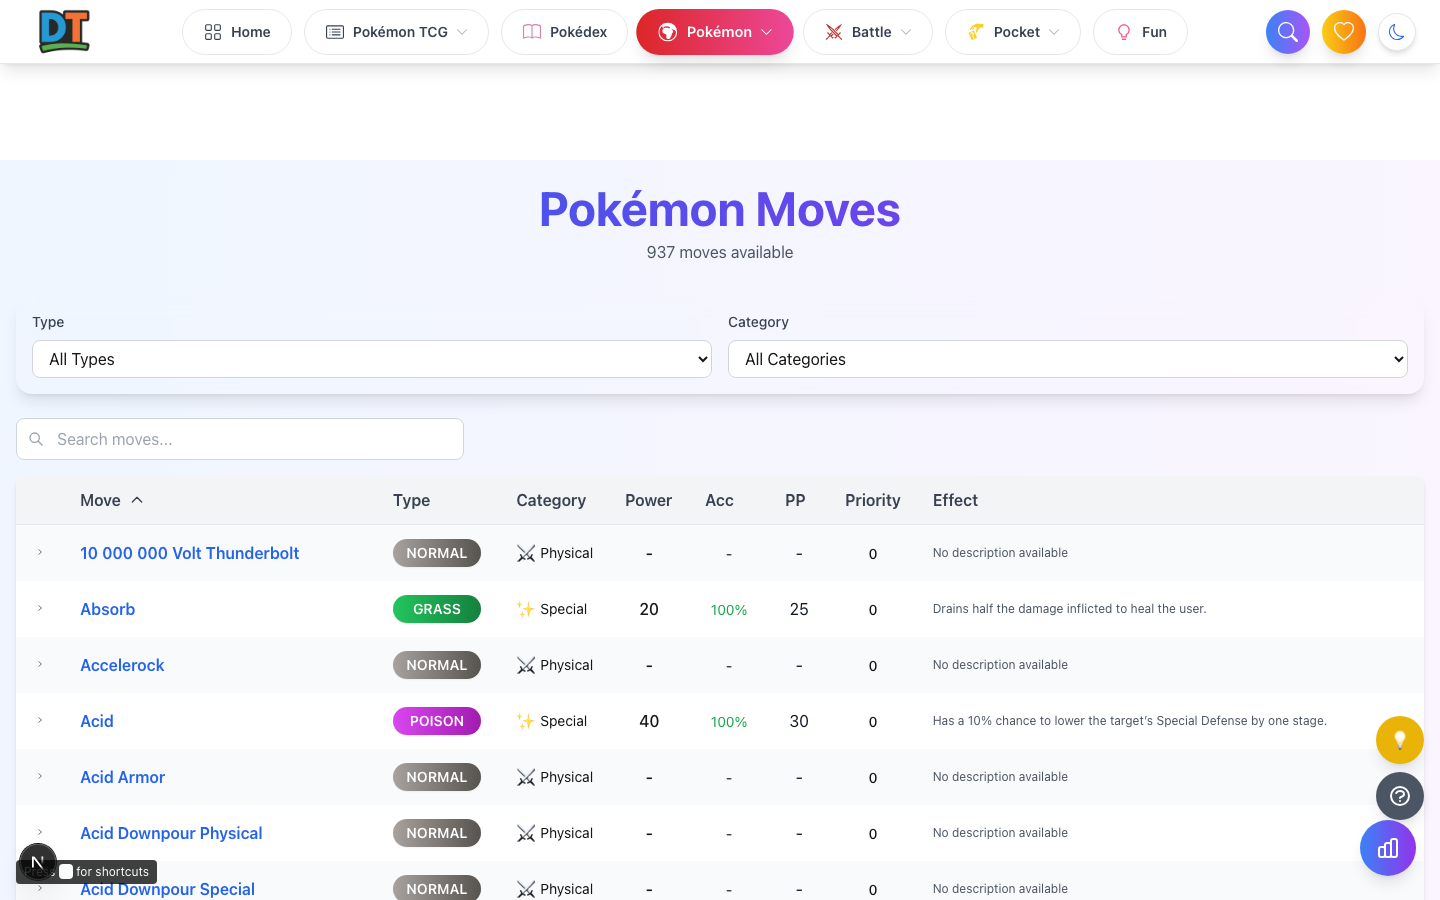 DT
Home
Pokémon TCG
Pokédex
Pokémon
Battle
Pocket
Fun
Pokémon Moves
937 moves available
Type
Category
All Types
All Categories
Search moves...
Move Type Category Power Acc PP Priority Effect
10 000 000 Volt Thunderbolt NORMAL Physical - - - 0 No description available
Absorb GRASS Special 20 100% 25 0 Drains half the damage inflicted to heal the user.
Accelerock NORMAL Physical - - - 0 No description available
Acid POISON Special 40 100% 30 0 Has a 10% chance to lower the target's Special Defense by one stage.
Acid Armor NORMAL Physical - - - 0 No description available
Acid Downpour Physical NORMAL Physical - - - 0 No description available
Acid Downpour Special NORMAL Physical - - - 0 No description available
N
Press for shortcuts